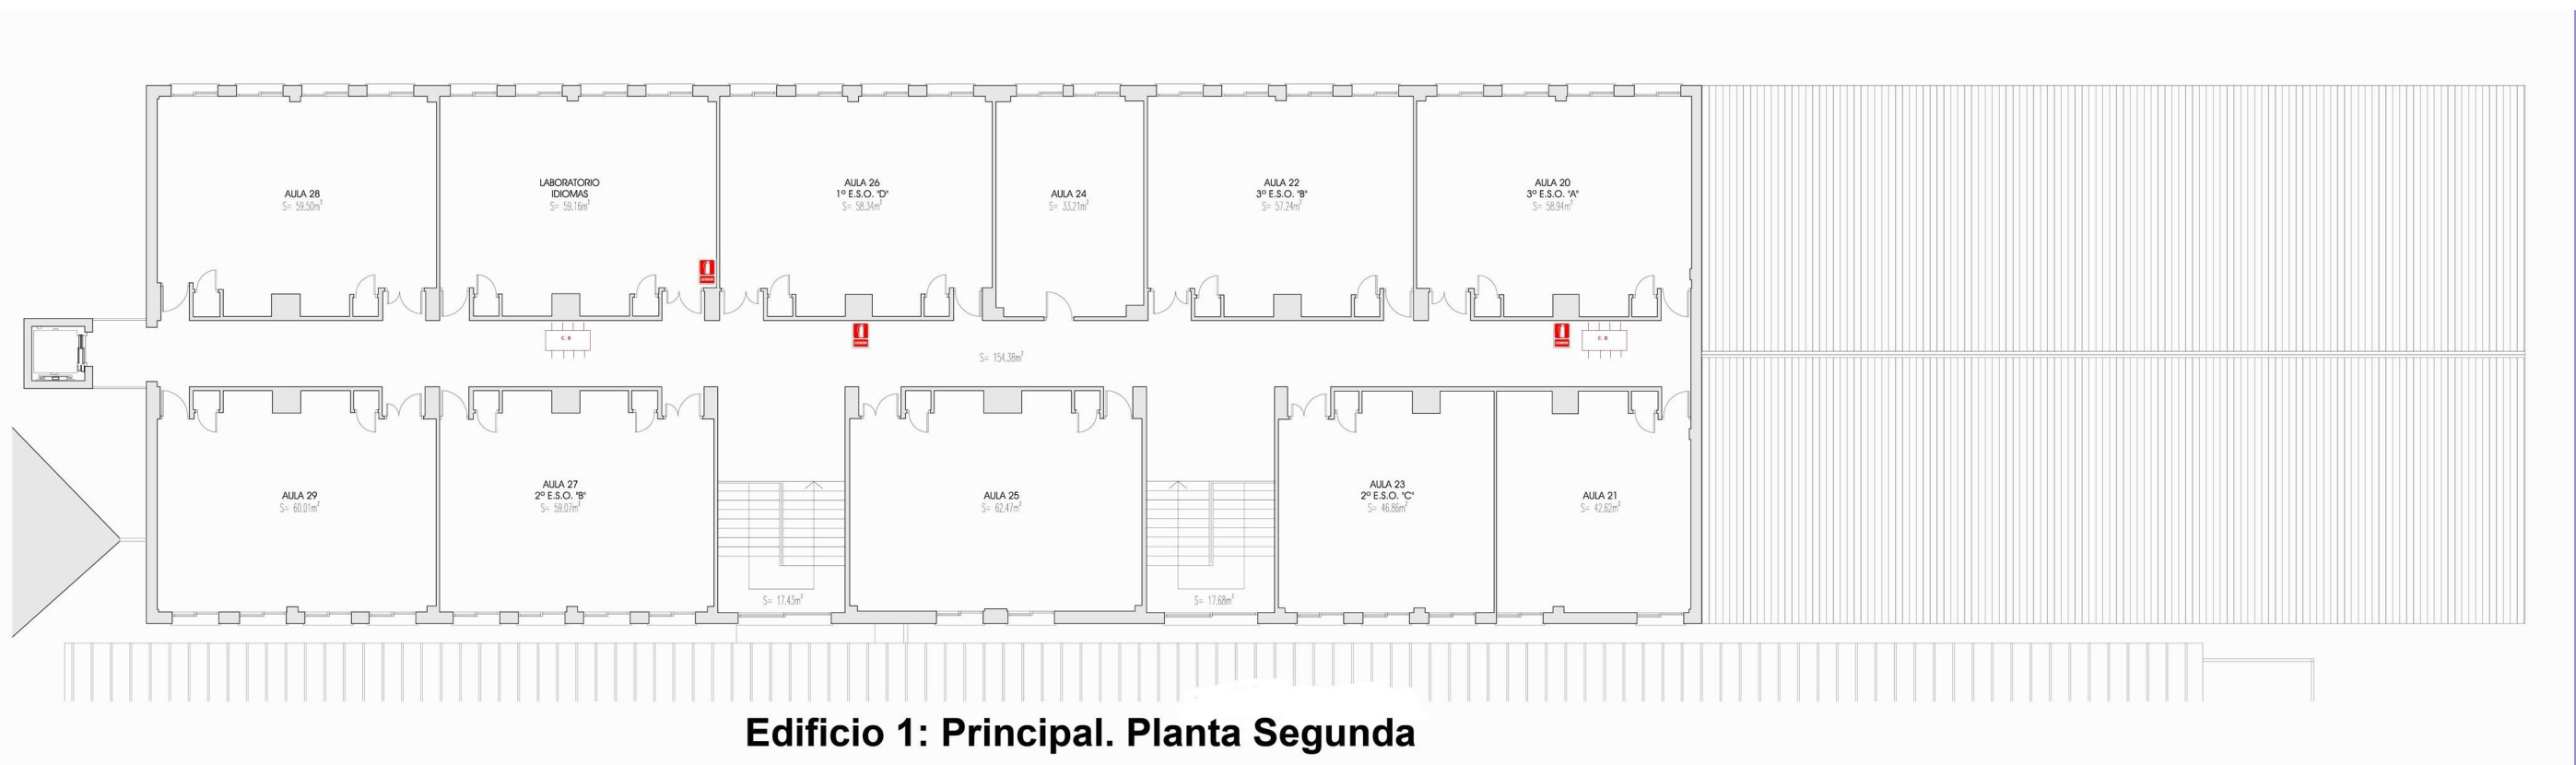 AULA 28
S= 59.50m²
LABORATORIO
IDIOMAS
S= 59.16m²
AULA 26
1º E.S.O. "D"
S= 58.34m²
AULA 24
S= 33.21m²
AULA 22
3º E.S.O. "B"
S= 57.24m²
AULA 20
3º E.S.O. "A"
S= 58.94m²
C D
S= 154.38m²
C D
AULA 29
S= 60.01m²
AULA 27
2º E.S.O. "B"
S= 59.07m²
S= 17.43m²
AULA 25
S= 62.47m²
S= 17.68m²
AULA 23
2º E.S.O. "C"
S= 46.86m²
AULA 21
S= 42.62m²
Edificio 1: Principal. Planta Segunda